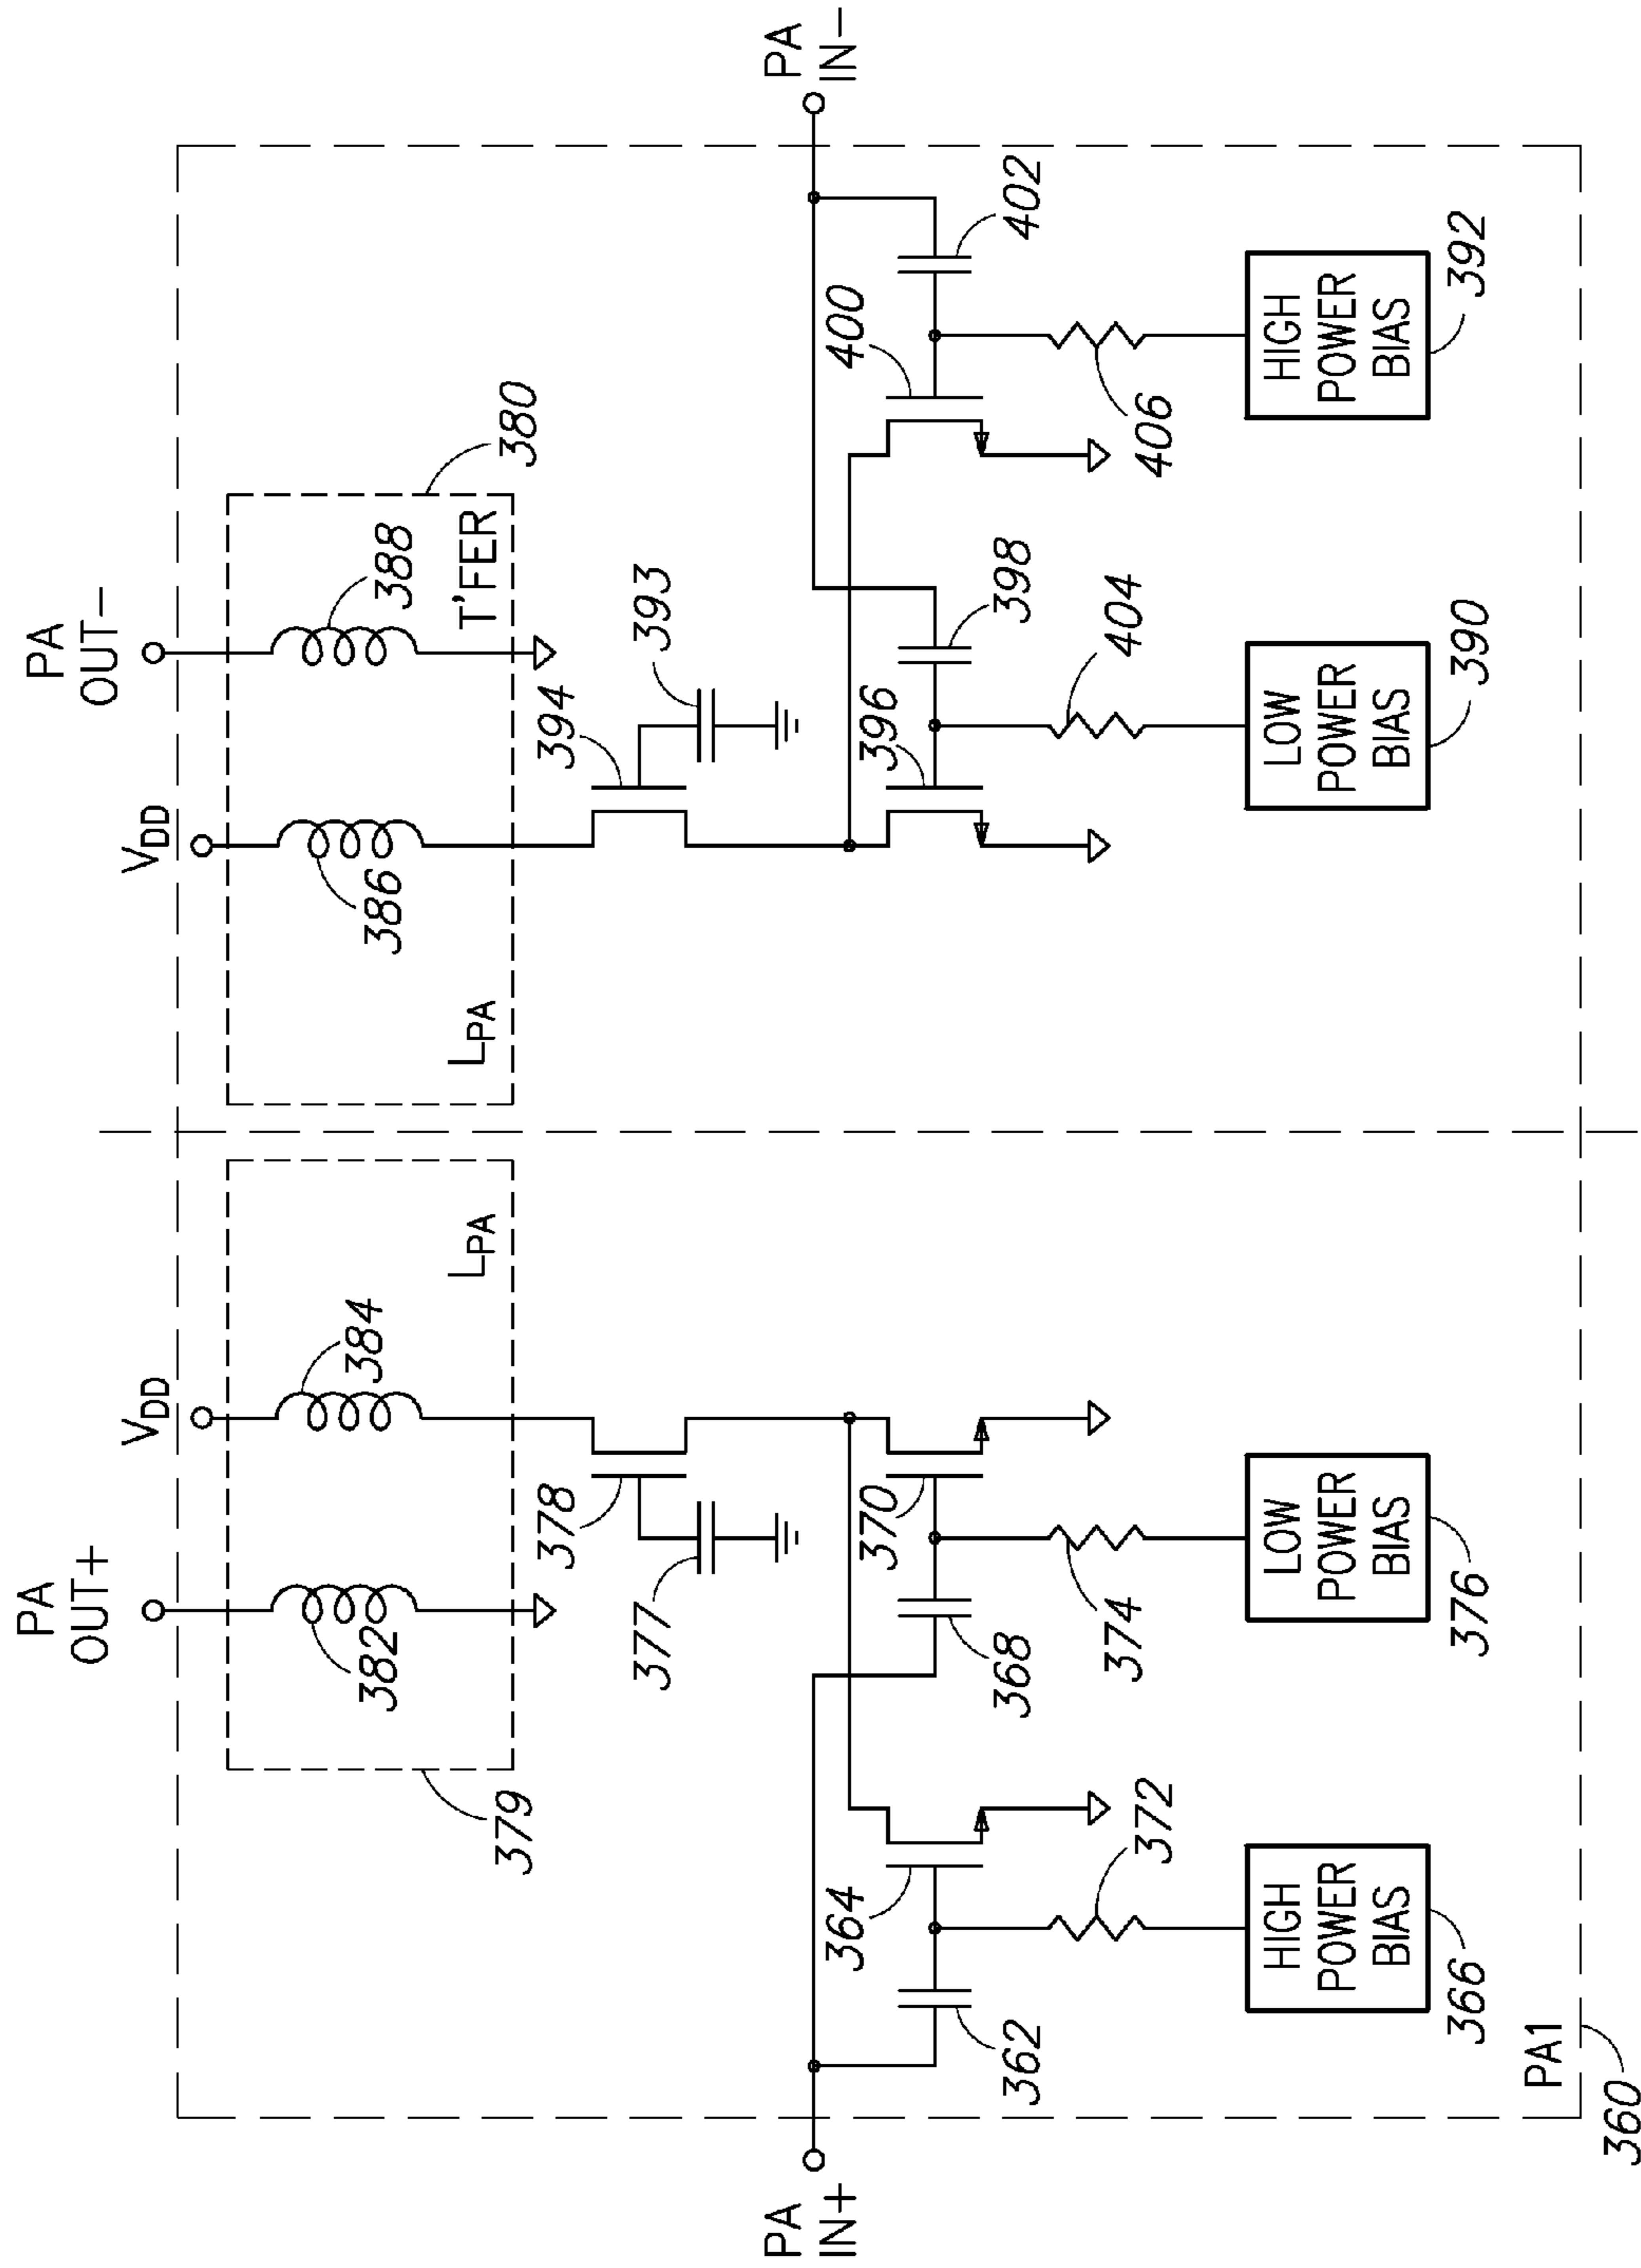 PA
OUT+
VDD
VDD
PA
OUT−
382
384
386
388
LPA
LPA
T'FER
379
380
378
377
394
393
PA
IN+
PA
IN−
364
370
396
400
362
368
398
402
372
374
404
406
HIGH
POWER
BIAS
LOW
POWER
BIAS
LOW
POWER
BIAS
HIGH
POWER
BIAS
366
376
390
392
PA1
360